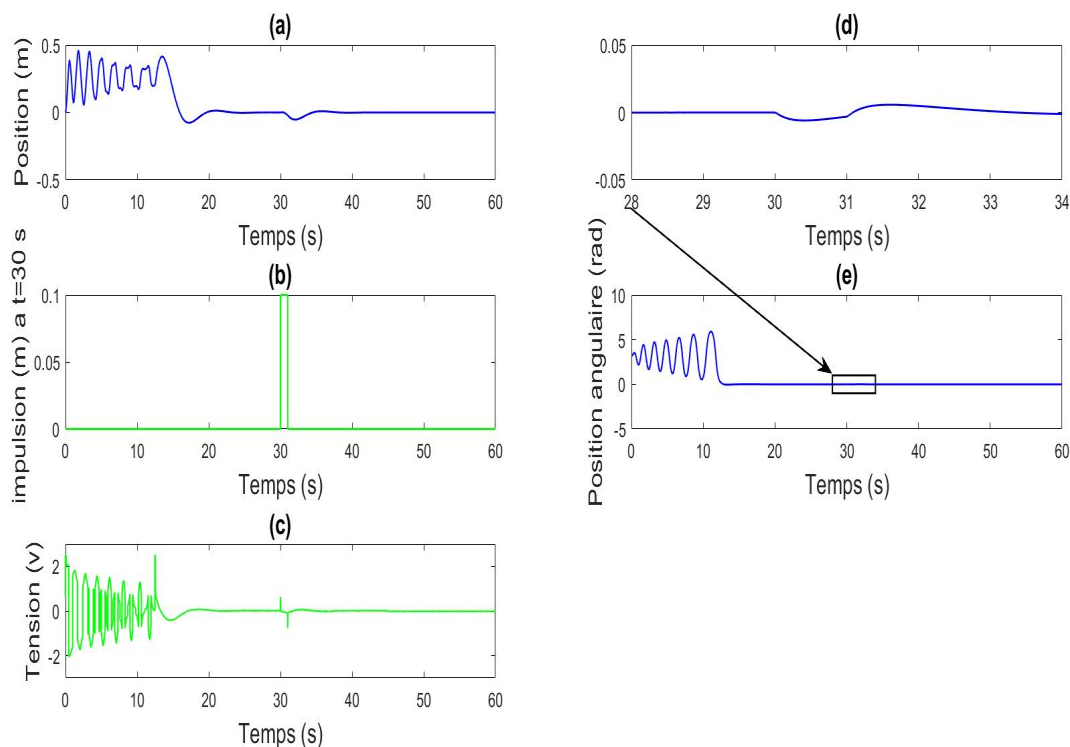 (a)
Position (m)
0.5
0
-0.5
0 10 20 30 40 50 60
Temps (s)
(b)
impulsion (m) a t=30 s
0.1
0.05
0
0 10 20 30 40 50 60
Temps (s)
(c)
Tension (v)
2
0
-2
0 10 20 30 40 50 60
Temps (s)
(d)
0.05
0
-0.05
28 29 30 31 32 33 34
Temps (s)
(e)
Position angulaire (rad)
10
5
0
-5
0 10 20 30 40 50 60
Temps (s)